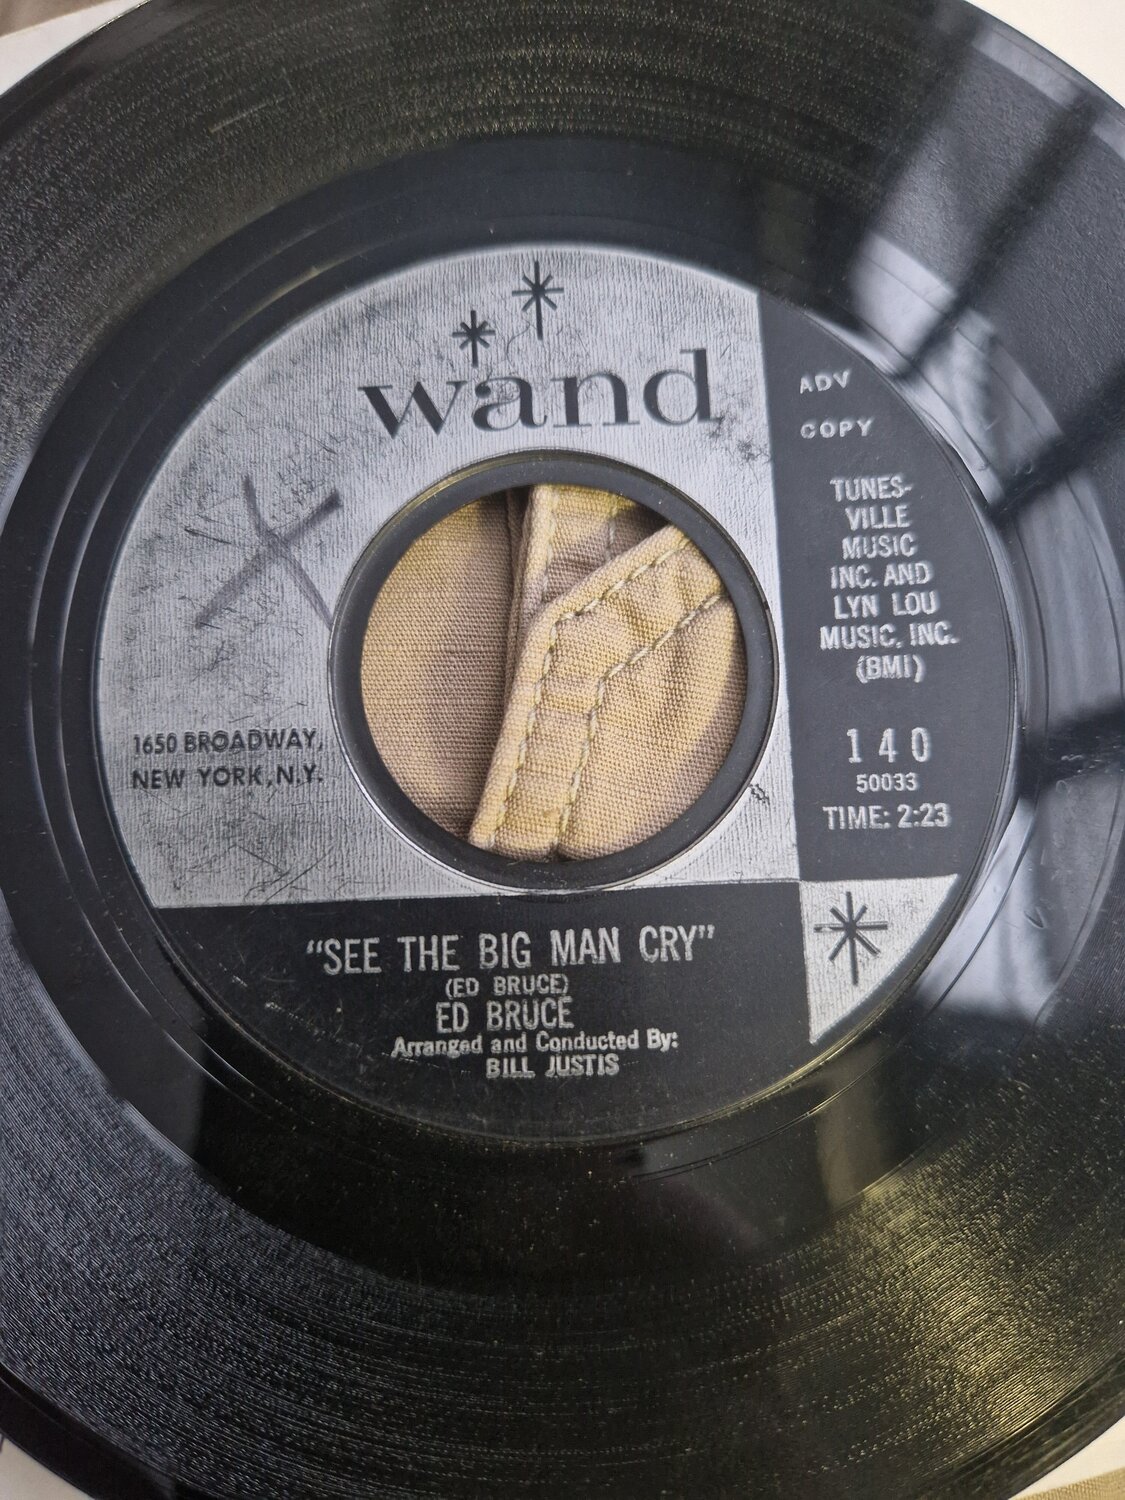 wand
ADV
COPY
TUNES-
VILLE
MUSIC
INC. AND
LYN LOU
MUSIC, INC.
(BMI)
140
50033
TIME: 2:23
1650 BROADWAY,
NEW YORK, N.Y.
"SEE THE BIG MAN CRY"
(ED BRUCE)
ED BRUCE
Arranged and Conducted By:
BILL JUSTIS